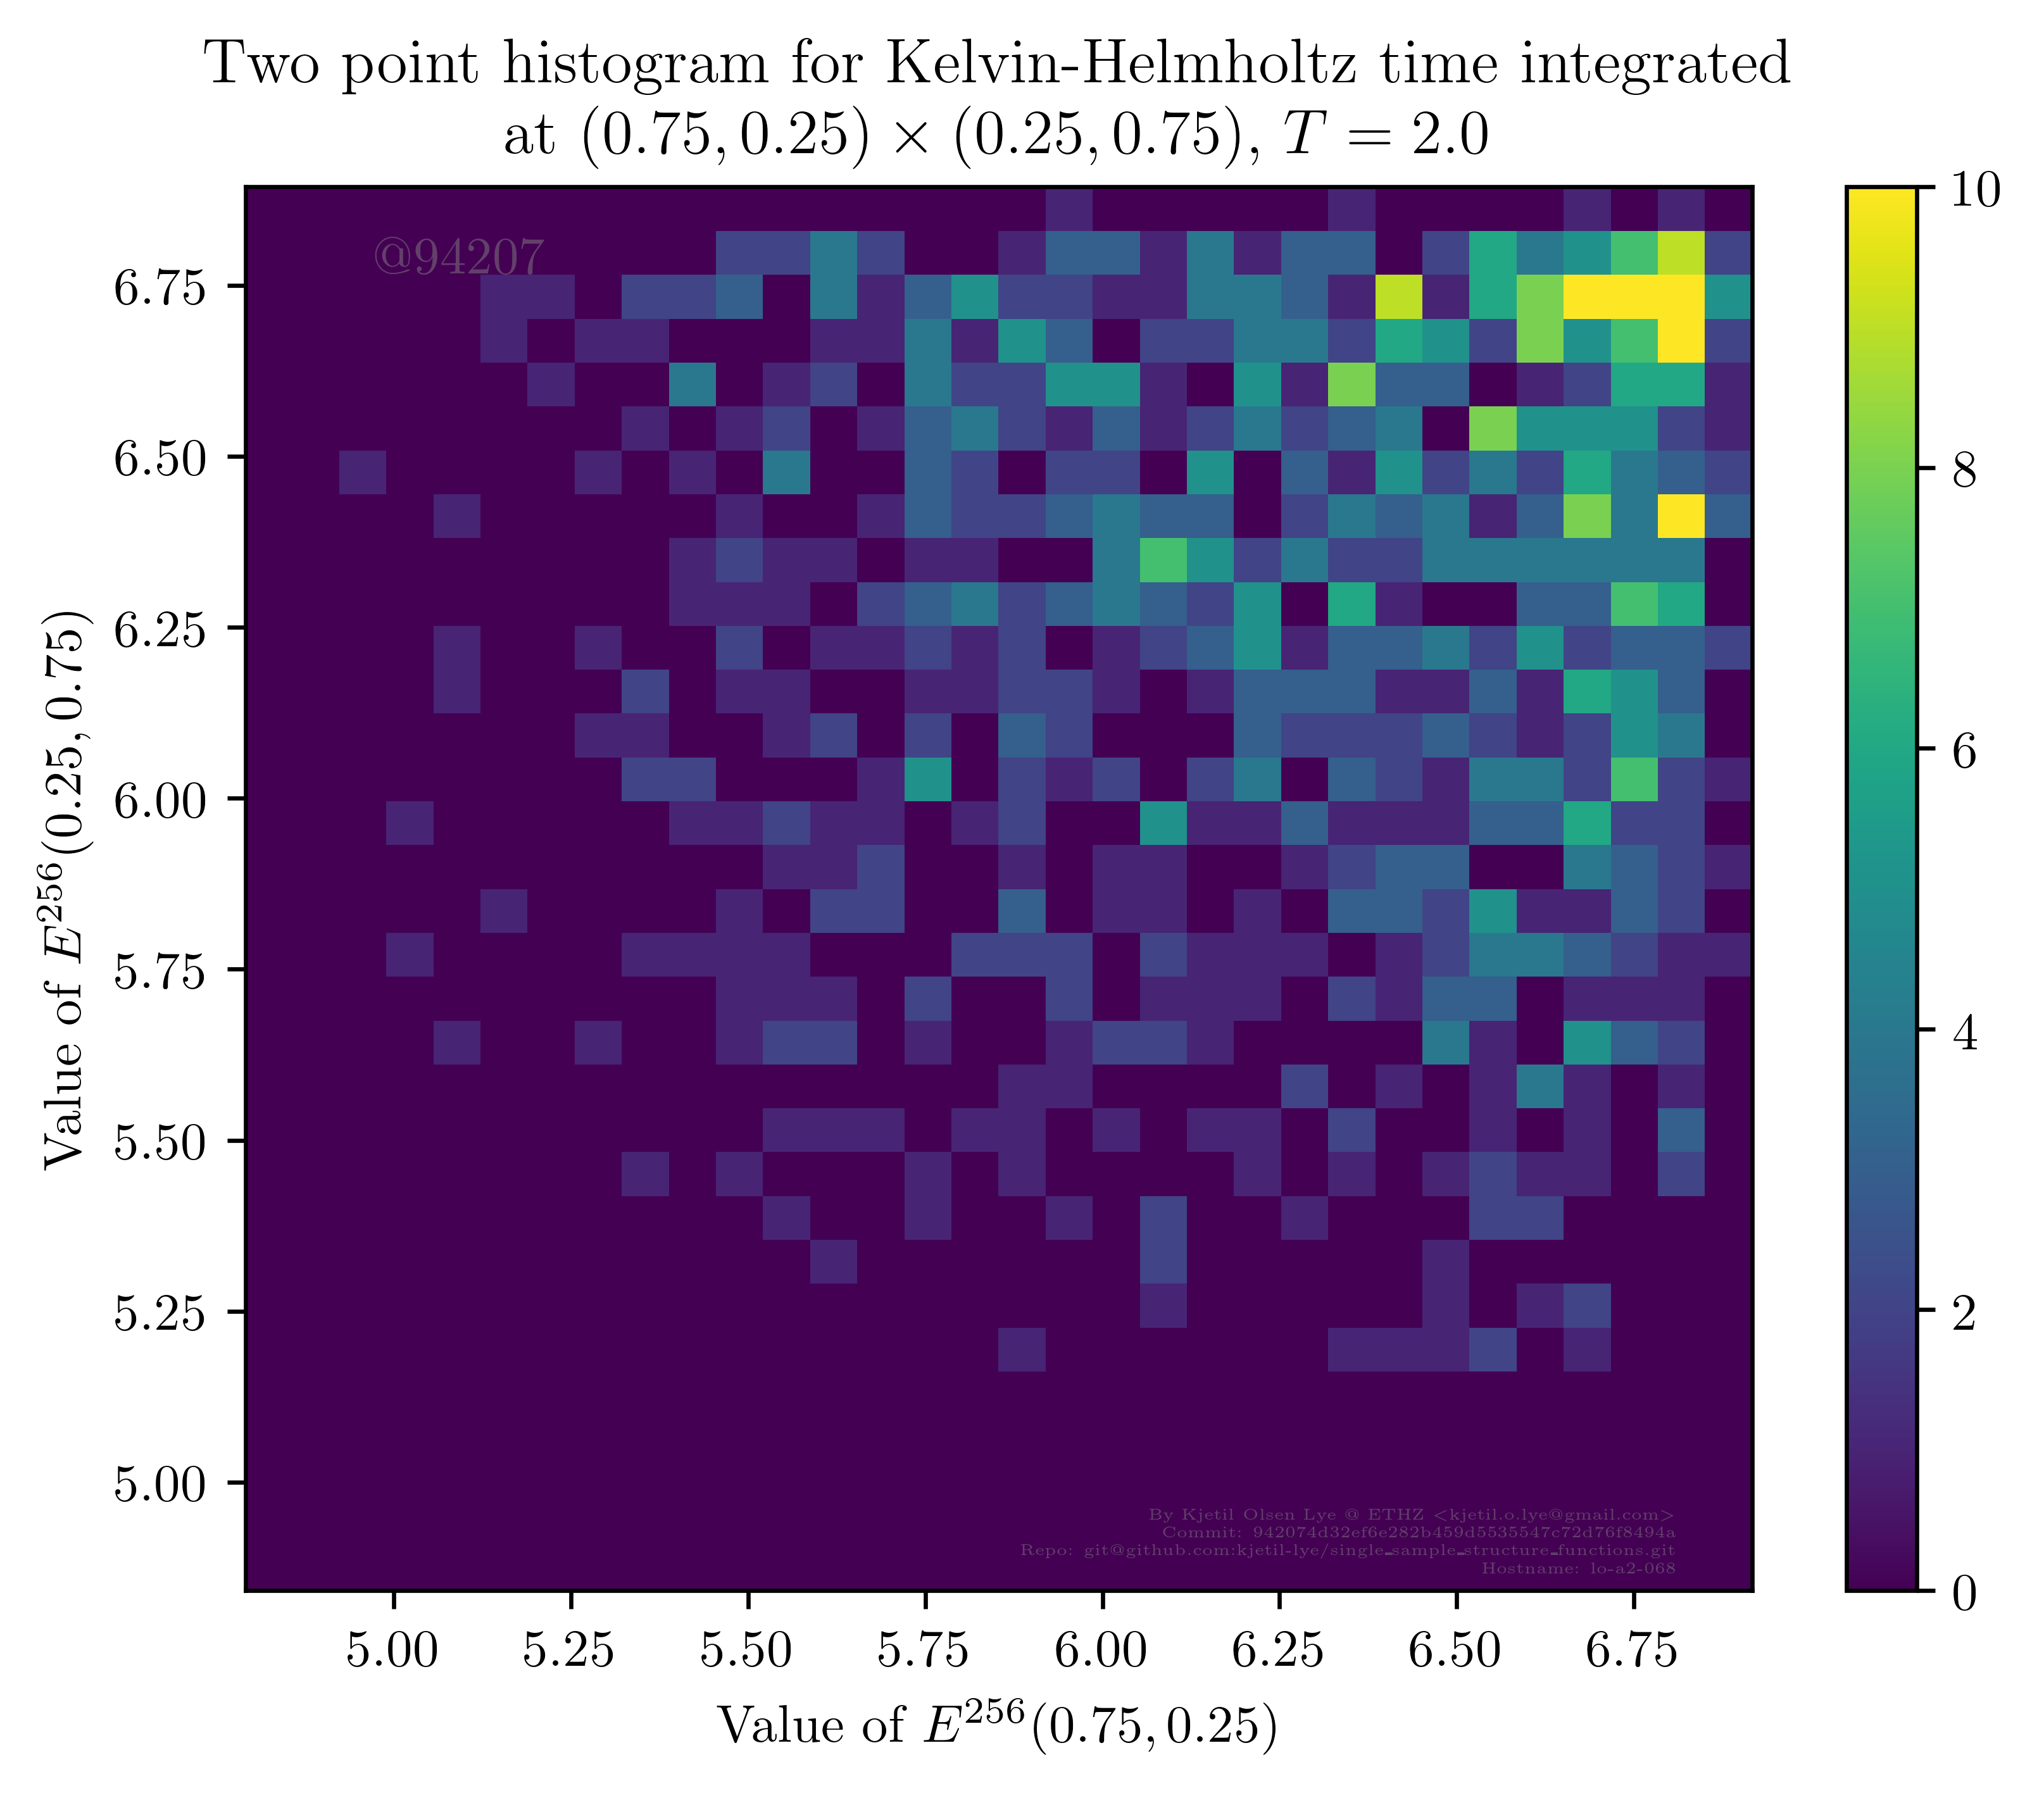 Two point histogram for Kelvin-Helmholtz time integrated
at (0.75, 0.25) × (0.25, 0.75), T = 2.0
@94207
6.75
6.50
6.25
6.00
5.75
5.50
5.25
5.00
Value of E^256(0.25, 0.75)
5.00 5.25 5.50 5.75 6.00 6.25 6.50 6.75
Value of E^256(0.75, 0.25)
10
8
6
4
2
0
By Kjetil Olsen Lye @ ETHZ <kjetil.o.lye@gmail.com>
Commit: 942074d32ef6e282b459d5535547c72d76f8494a
Repo: git@github.com:kjetil-lye/single_sample_structure_functions.git
Hostname: lo-a2-068